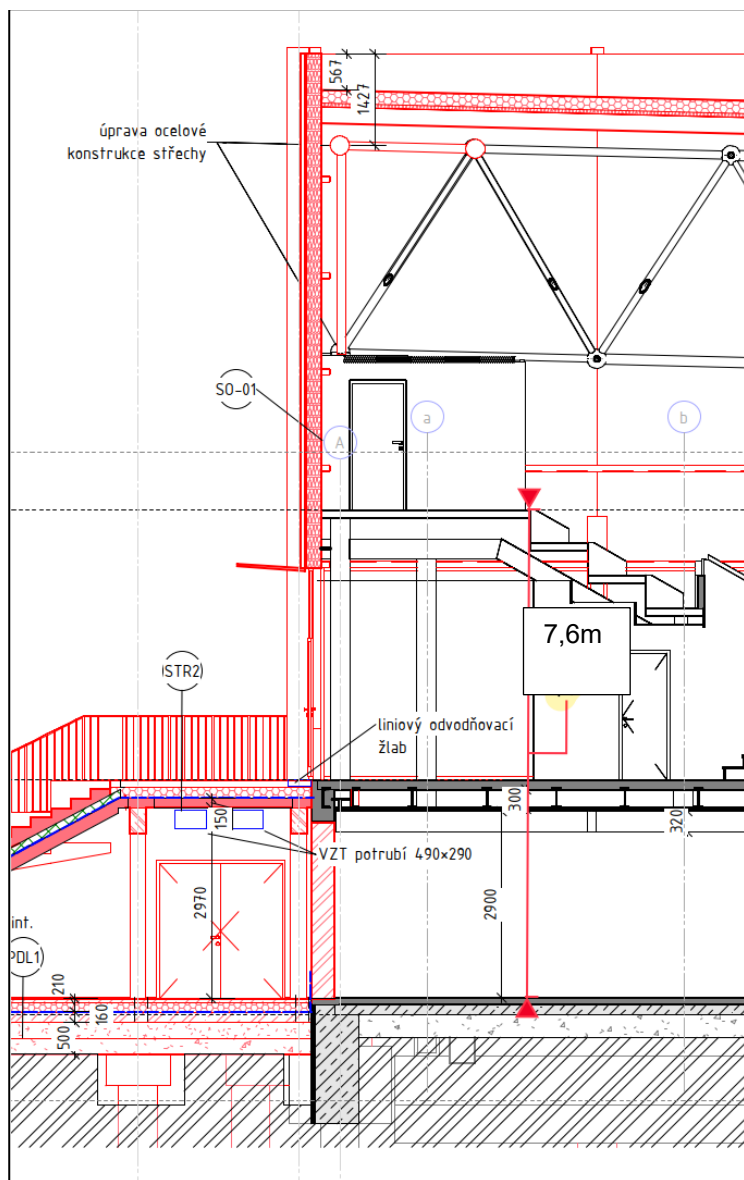 567
1427
úprava ocelové
konstrukce střechy
SO-01
A
a
b
7,6m
(STR2)
liniový odvodňovací
žlab
150
300
320
VZT potrubí 490×290
2970
2900
int.
PDL1)
210
160
500